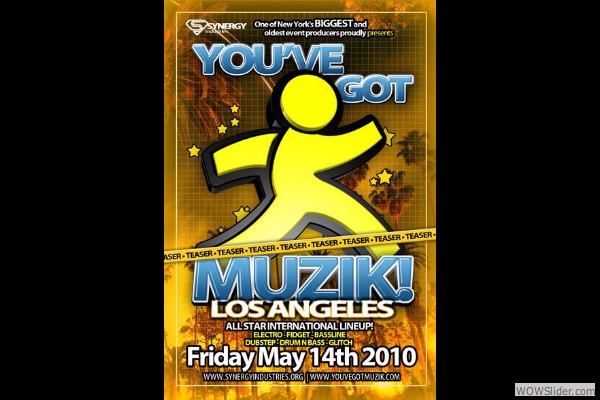 SYNERGY
industries
One of New York's BIGGEST and
oldest event producers proudly presents
YOU'VE
GOT
TEASER • TEASER • TEASER • TEASER • TEASER • TEASER • TEASER • TEASER • TEASER
MUZIK!
LOS ANGELES
ALL STAR INTERNATIONAL LINEUP!
ELECTRO - FIDGET - BASSLINE
DUBSTEP - DRUM N BASS - GLITCH
Friday May 14th 2010
WWW.SYNERGYINDUSTRIES.ORG | WWW.YOUVEGOTMUZIK.COM
WOWSlider.com